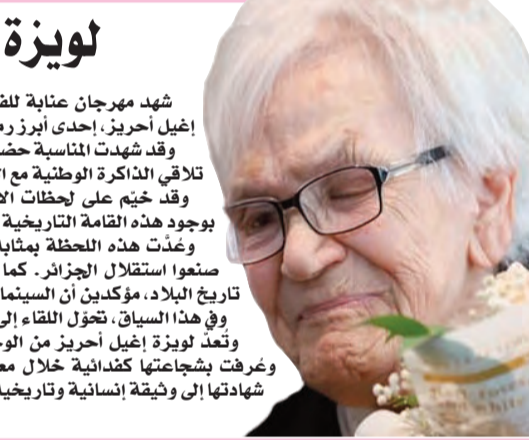 لويزة
شهد مهرجان عنابة للف
إغيل أحريز، إحدى أبرز رم
وقد شهدت المناسبة حض
تلاقي الذاكرة الوطنية مع ا
وقد خيّم على لحظات الا
بوجود هذه القامة التاريخية
وعُدّت هذه اللحظة بمثابة
صنعوا استقلال الجزائر. كما
تاريخ البلاد، مؤكدين أن السينما
وفي هذا السياق، تحوّل اللقاء إلى
وتُعدّ لويزة إغيل أحريز من الو
وعُرفت بشجاعتها كفدائية خلال مع
شهادتها إلى وثيقة إنسانية وتاريخية